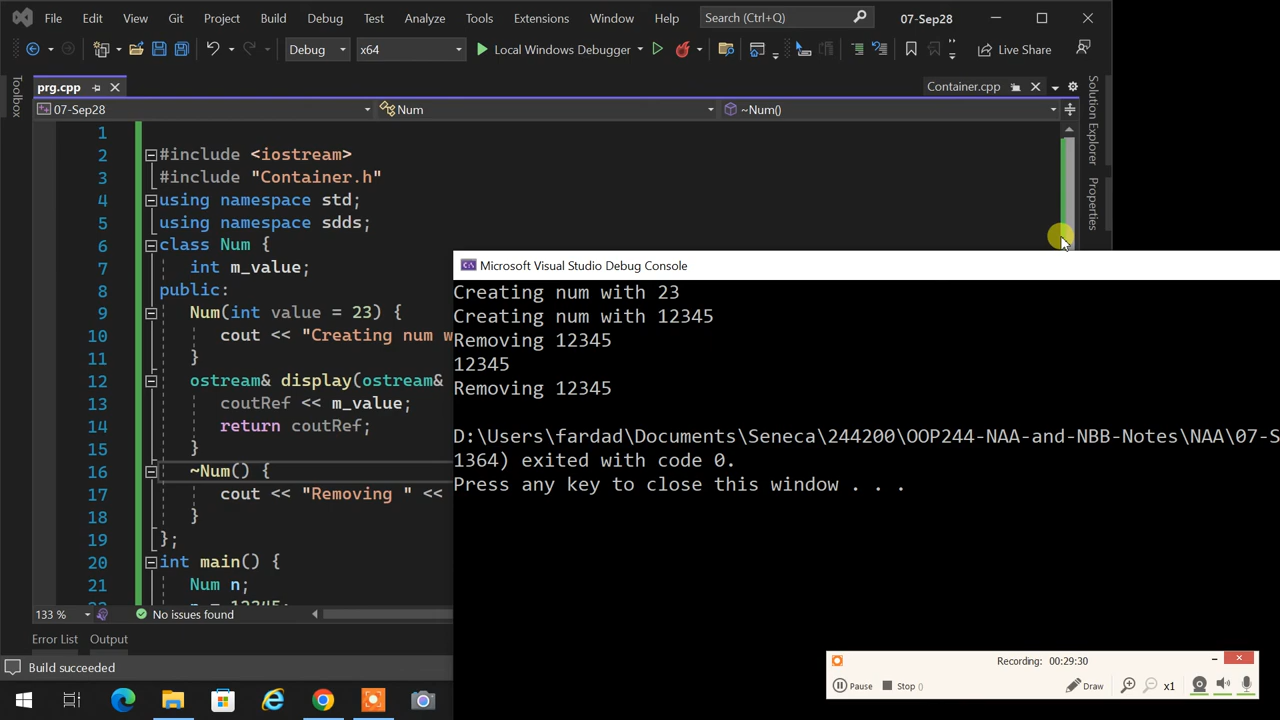 File Edit View Git Project Build Debug Test Analyze Tools Extensions Window Help Search (Ctrl+Q) 07-Sep28
Debug x64 Local Windows Debugger Live Share
prg.cpp Container.cpp
07-Sep28 Num ~Num()
Toolbox
Solution Explorer
Properties
1
2 #include <iostream>
3 #include "Container.h"
4 using namespace std;
5 using namespace sdds;
6 class Num {
7 int m_value;
8 public:
9 Num(int value = 23) {
10 cout << "Creating num w
11 }
12 ostream& display(ostream&
13 coutRef << m_value;
14 return coutRef;
15 }
16 ~Num() {
17 cout << "Removing " <<
18 }
19 };
20 int main() {
21 Num n;
22 n = 12345;
133 % No issues found
Error List Output
Build succeeded
Microsoft Visual Studio Debug Console
Creating num with 23
Creating num with 12345
Removing 12345
12345
Removing 12345
D:\Users\fardad\Documents\Seneca\244200\OOP244-NAA-and-NBB-Notes\NAA\07-S
1364) exited with code 0.
Press any key to close this window . . .
Recording: 00:29:30
Pause Stop () Draw x1